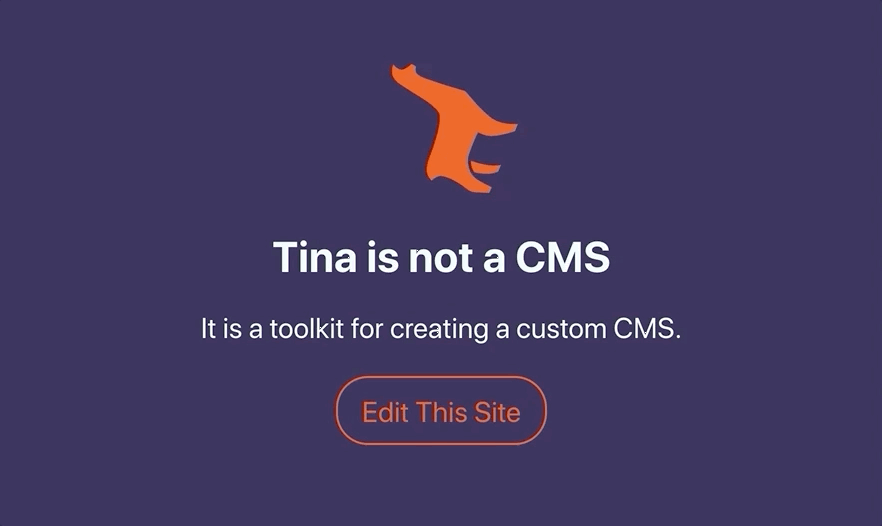 Tina is not a CMS
It is a toolkit for creating a custom CMS.
Edit This Site